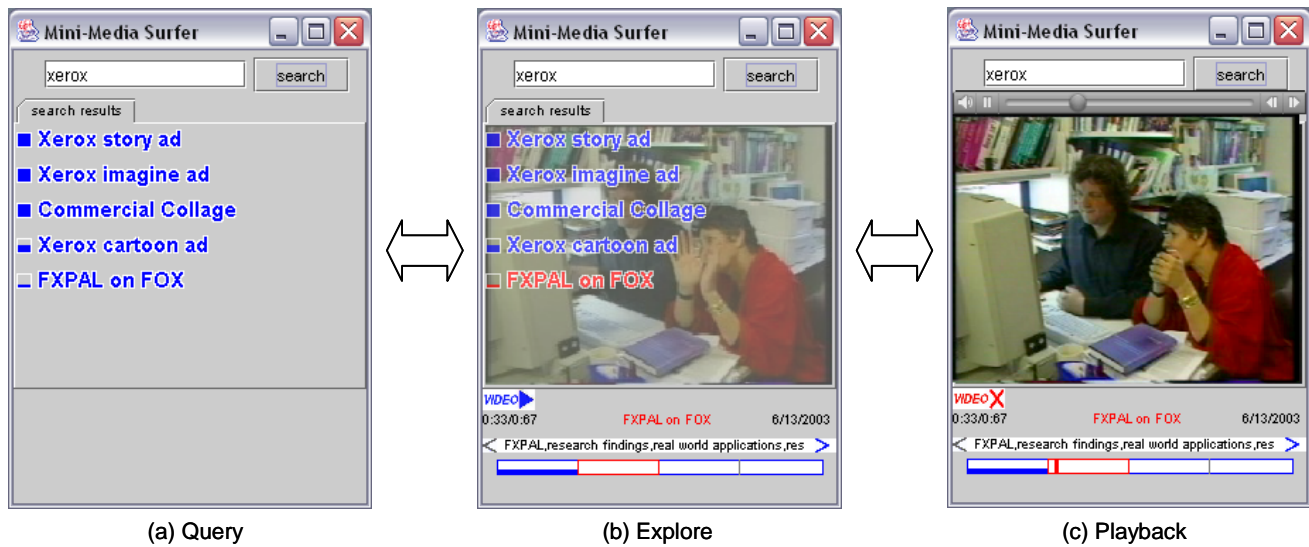 Mini-Media Surfer
xerox
search
search results
Xerox story ad
Xerox imagine ad
Commercial Collage
Xerox cartoon ad
FXPAL on FOX
(a) Query
Mini-Media Surfer
xerox
search
search results
Xerox story ad
Xerox imagine ad
Commercial Collage
Xerox cartoon ad
FXPAL on FOX
VIDEO
0:33/0:67 FXPAL on FOX 6/13/2003
< FXPAL,research findings,real world applications,res >
(b) Explore
Mini-Media Surfer
xerox
search
VIDEO X
0:33/0:67 FXPAL on FOX 6/13/2003
< FXPAL,research findings,real world applications,res >
(c) Playback